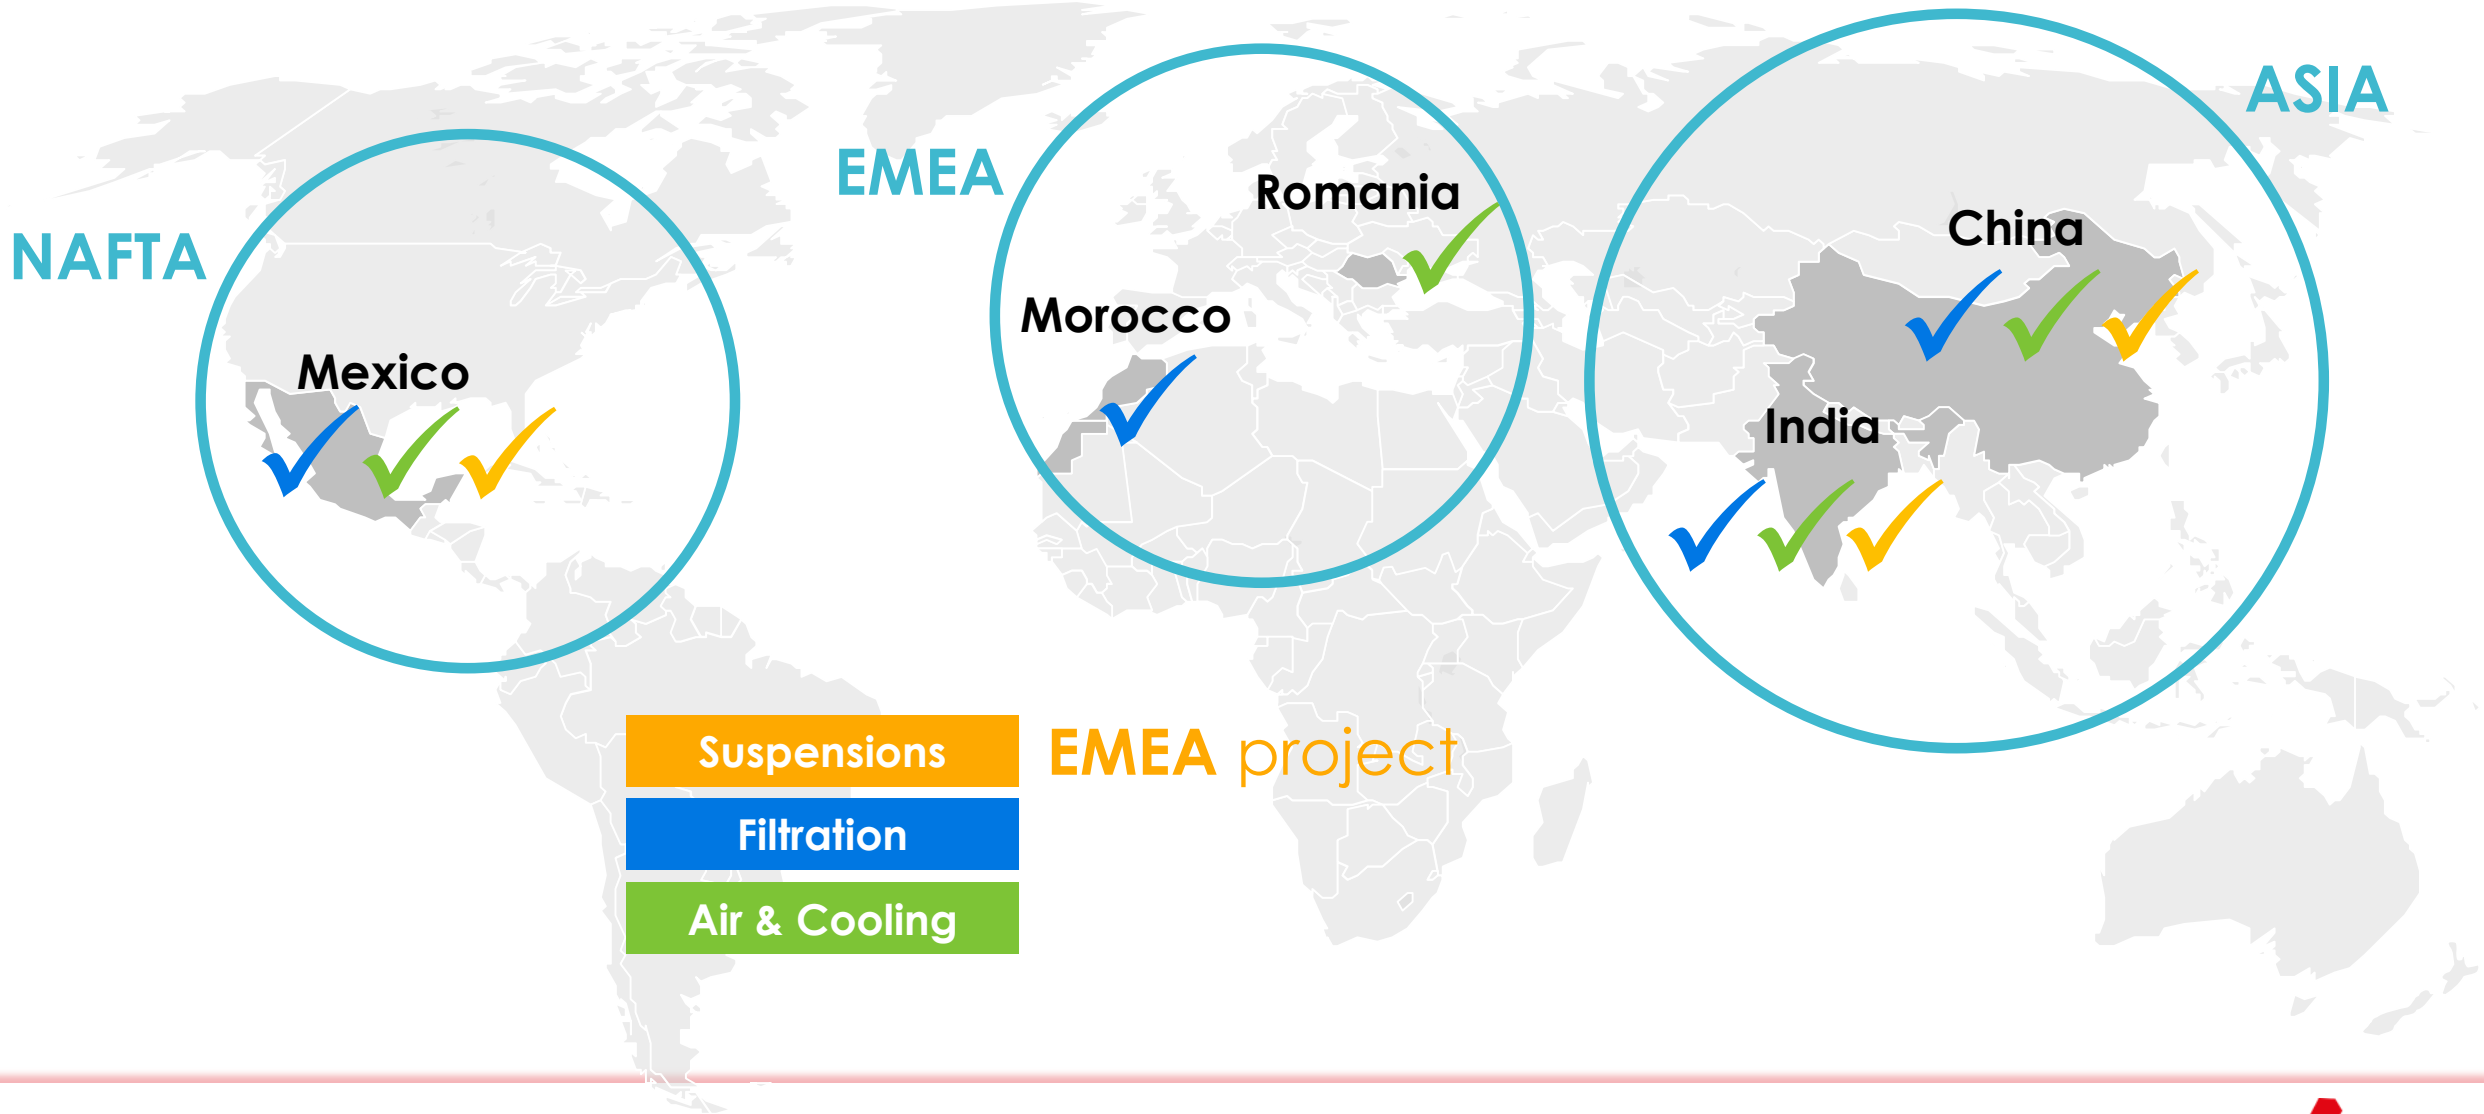 NAFTA
Mexico
EMEA
Romania
Morocco
ASIA
China
India
Suspensions
EMEA project
Filtration
Air & Cooling